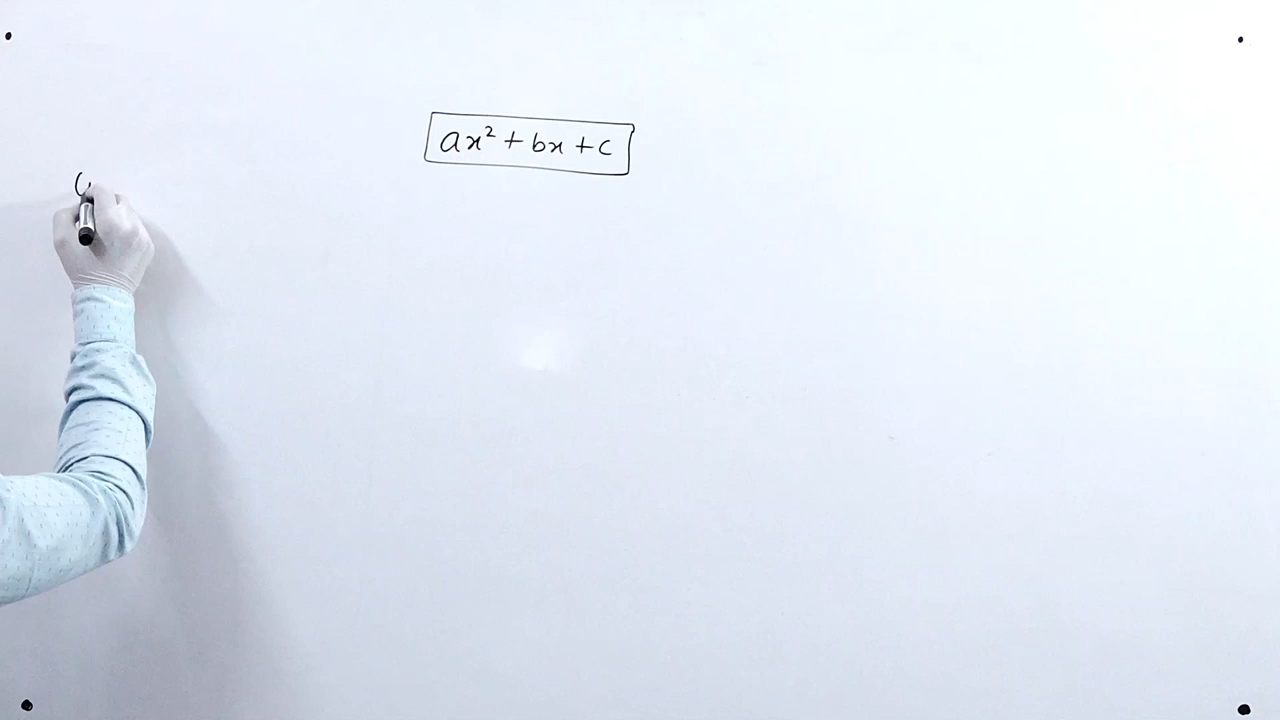 ax² + bx + c